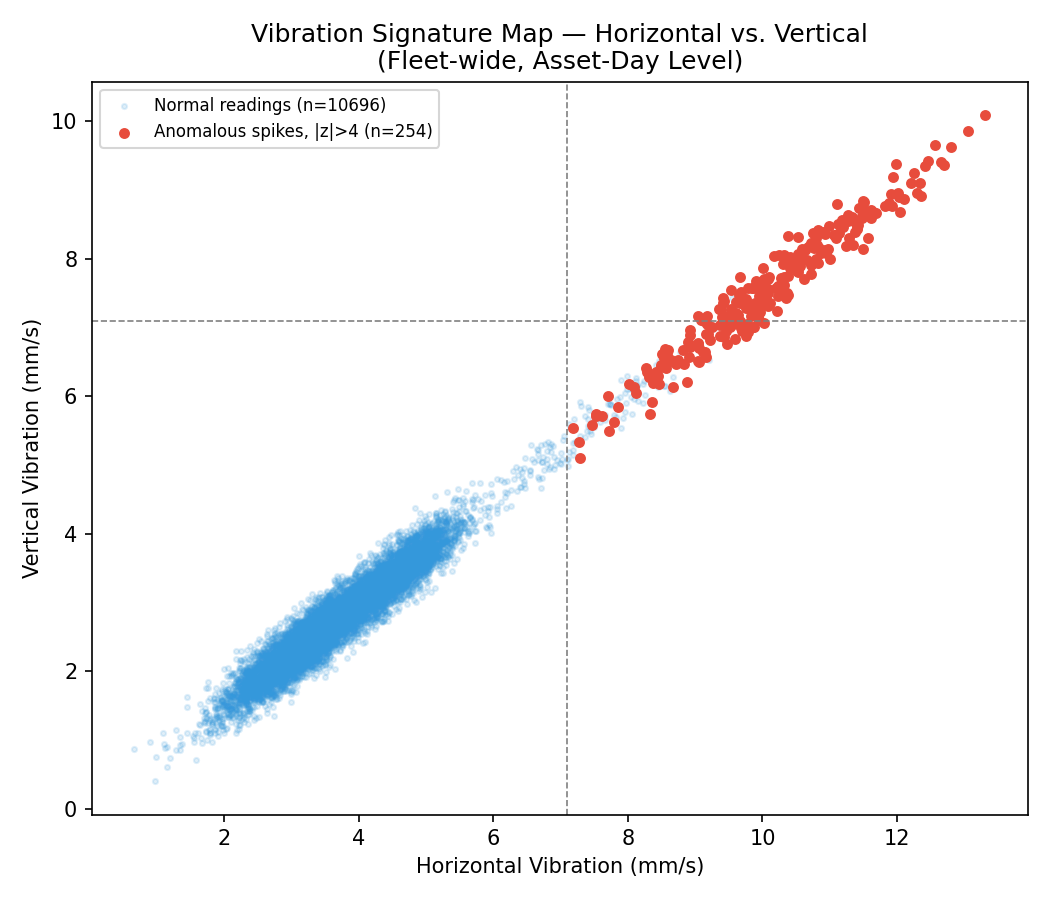 Vibration Signature Map — Horizontal vs. Vertical
(Fleet-wide, Asset-Day Level)
Normal readings (n=10696)
Anomalous spikes, |z|>4 (n=254)
Vertical Vibration (mm/s)
10
8
6
4
2
0
2 4 6 8 10 12
Horizontal Vibration (mm/s)